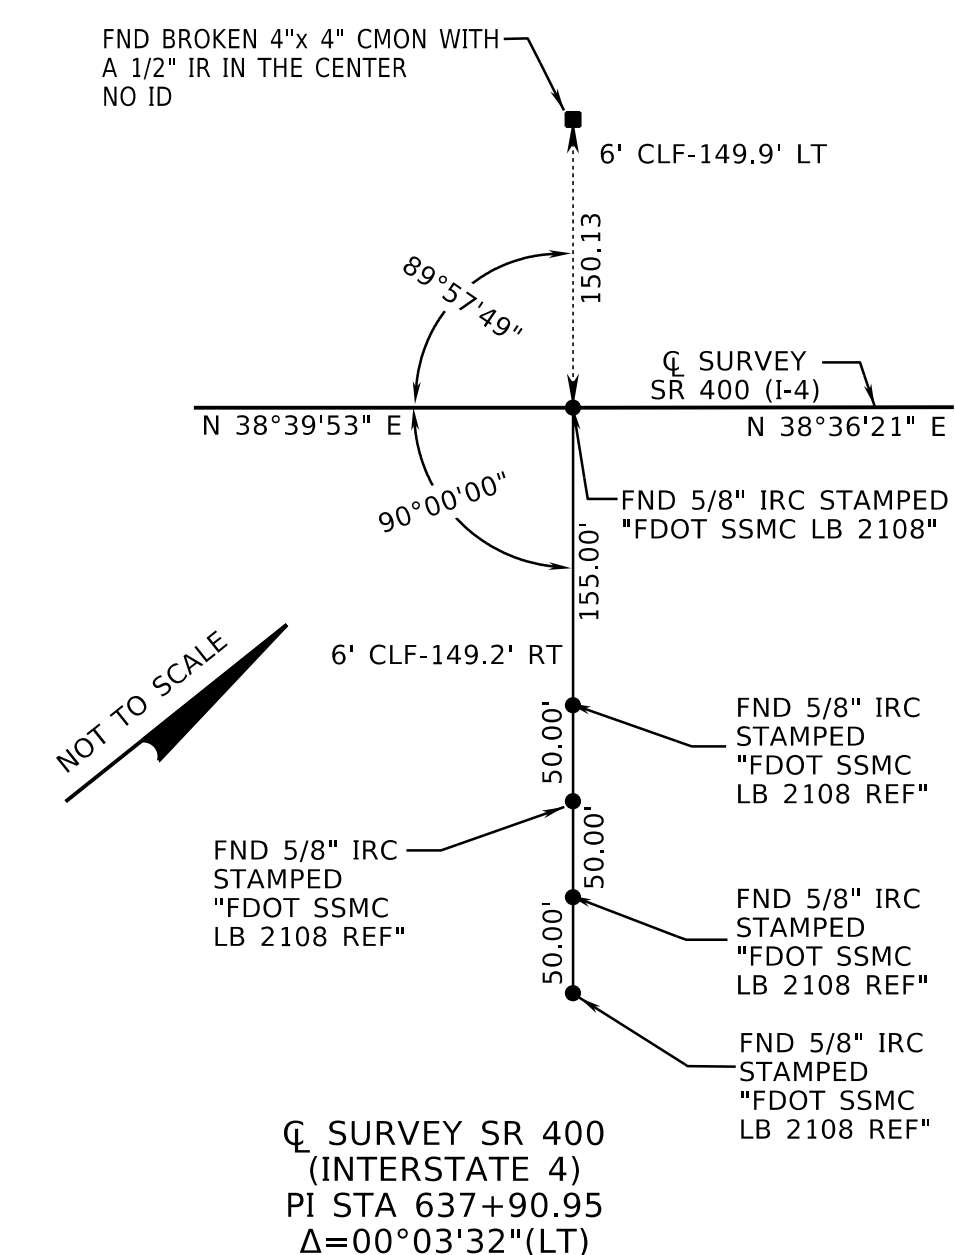 FND BROKEN 4"x 4" CMON WITH
A 1/2" IR IN THE CENTER
NO ID
6' CLF-149.9' LT
150.13
89°57'49"
℄ SURVEY
SR 400 (I-4)
N 38°39'53" E
N 38°36'21" E
90°00'00"
FND 5/8" IRC STAMPED
"FDOT SSMC LB 2108"
155.00'
6' CLF-149.2' RT
NOT TO SCALE
50.00'
FND 5/8" IRC
STAMPED
"FDOT SSMC
LB 2108 REF"
50.00'
FND 5/8" IRC
STAMPED
"FDOT SSMC
LB 2108 REF"
50.00'
FND 5/8" IRC
STAMPED
"FDOT SSMC
LB 2108 REF"
FND 5/8" IRC
STAMPED
"FDOT SSMC
LB 2108 REF"
℄ SURVEY SR 400
(INTERSTATE 4)
PI STA 637+90.95
Δ=00°03'32"(LT)